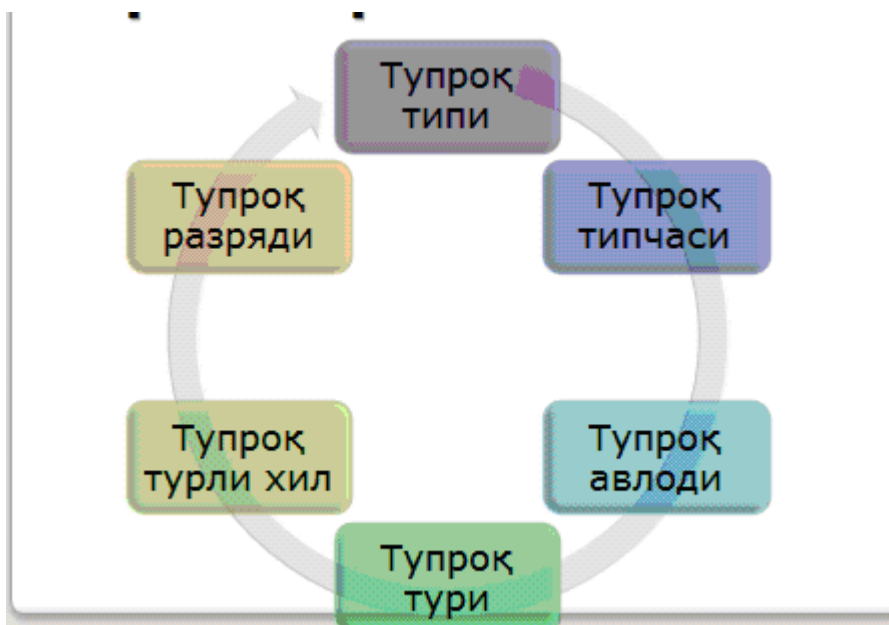 Тупроқ
типи
Тупроқ
типчаси
Тупроқ
авлоди
Тупроқ
тури
Тупроқ
турли хил
Тупроқ
разряди